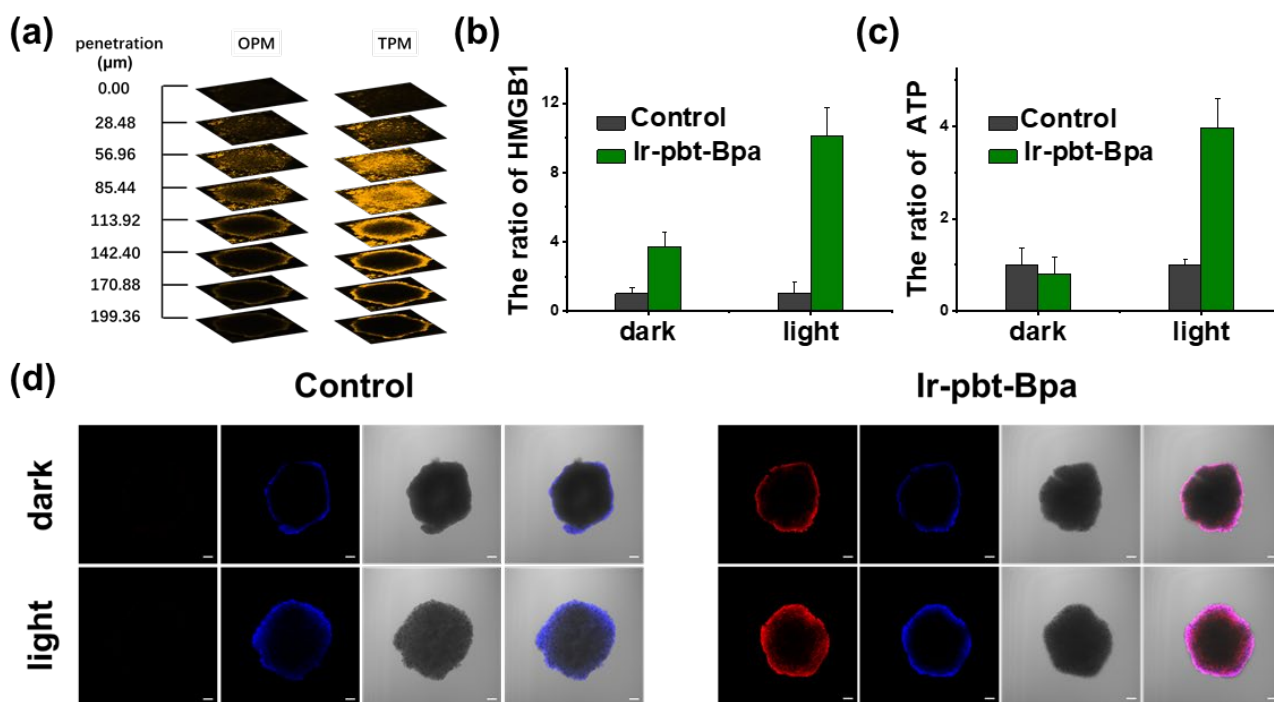 (a)
penetration
(μm)
OPM
TPM
0.00
28.48
56.96
85.44
113.92
142.40
170.88
199.36
(b)
The ratio of HMGB1
12
8
4
0
Control
Ir-pbt-Bpa
dark
light
(c)
The ratio of ATP
4
2
0
Control
Ir-pbt-Bpa
dark
light
(d)
Control
Ir-pbt-Bpa
dark
light